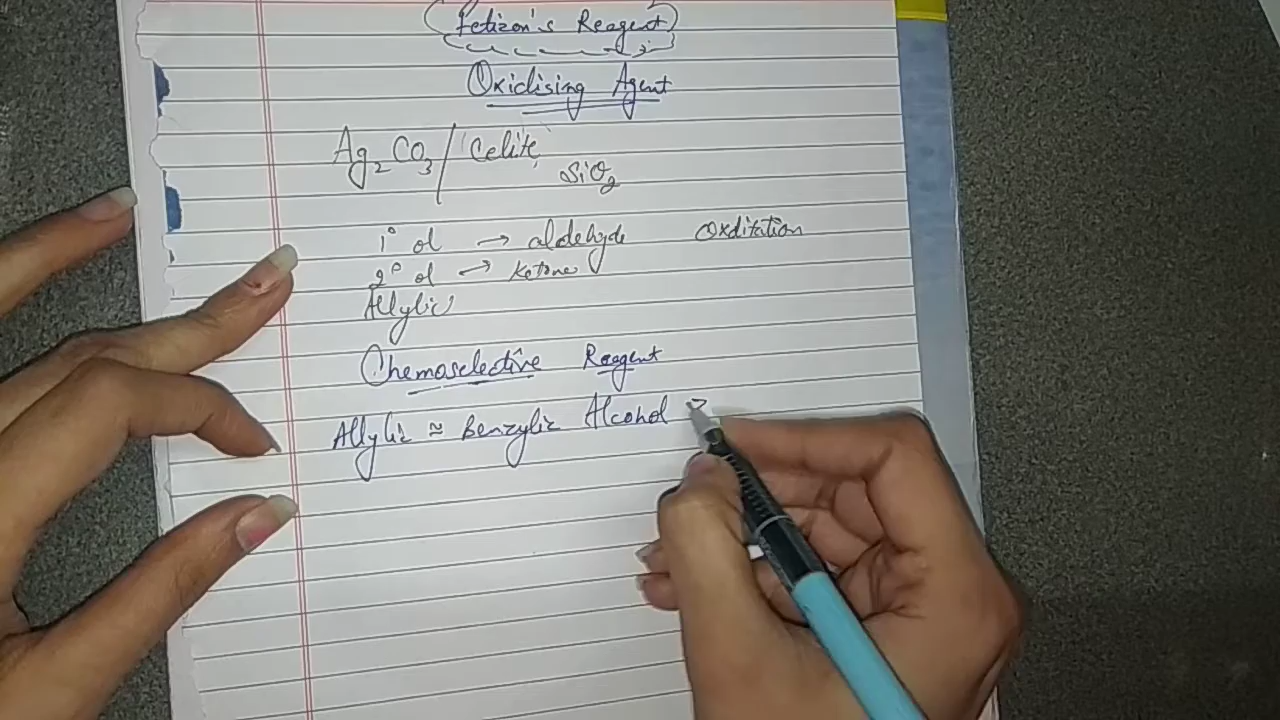 Fetizon's Reagent
Oxidising Agent
Ag2CO3/Celite
SiO2
1° ol → aldehyde Oxditation
2° ol → Ketone
Allylic
Chemoselective Reagent
Allylic ≈ Benzylic Alcohol >